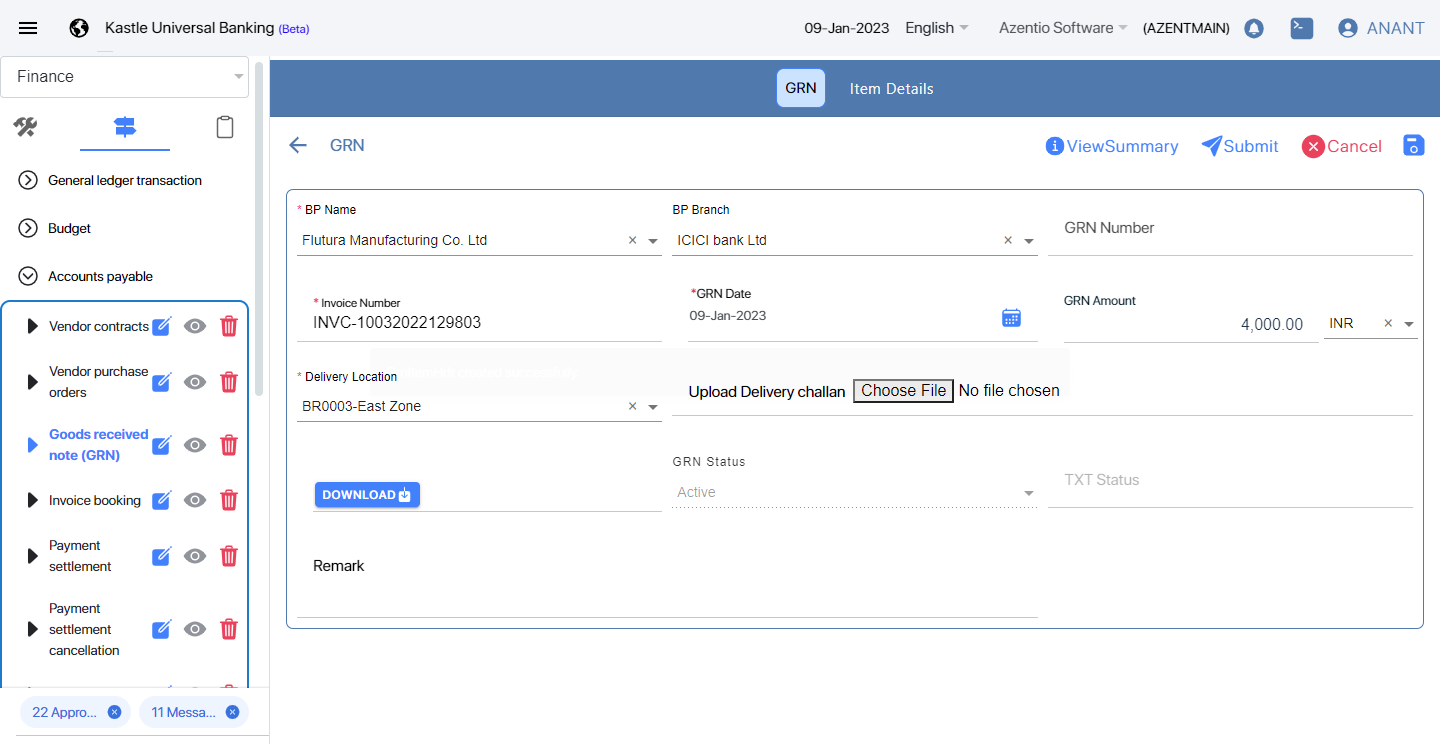 Kastle Universal Banking (Beta)
09-Jan-2023
English
Azentio Software
(AZENTMAIN)
ANANT
Finance
GRN
Item Details
General ledger transaction
Budget
Accounts payable
Vendor contracts
Vendor purchase
orders
Goods received
note (GRN)
Invoice booking
Payment
settlement
Payment
settlement
cancellation
22 Appro...
11 Messa...
GRN
ViewSummary
Submit
Cancel
* BP Name
Flutura Manufacturing Co. Ltd
BP Branch
ICICI bank Ltd
GRN Number
* Invoice Number
INVC-10032022129803
*GRN Date
09-Jan-2023
GRN Amount
4,000.00
INR
* Delivery Location
BR0003-East Zone
Upload Delivery challan
Choose File
No file chosen
DOWNLOAD
GRN Status
Active
TXT Status
Remark